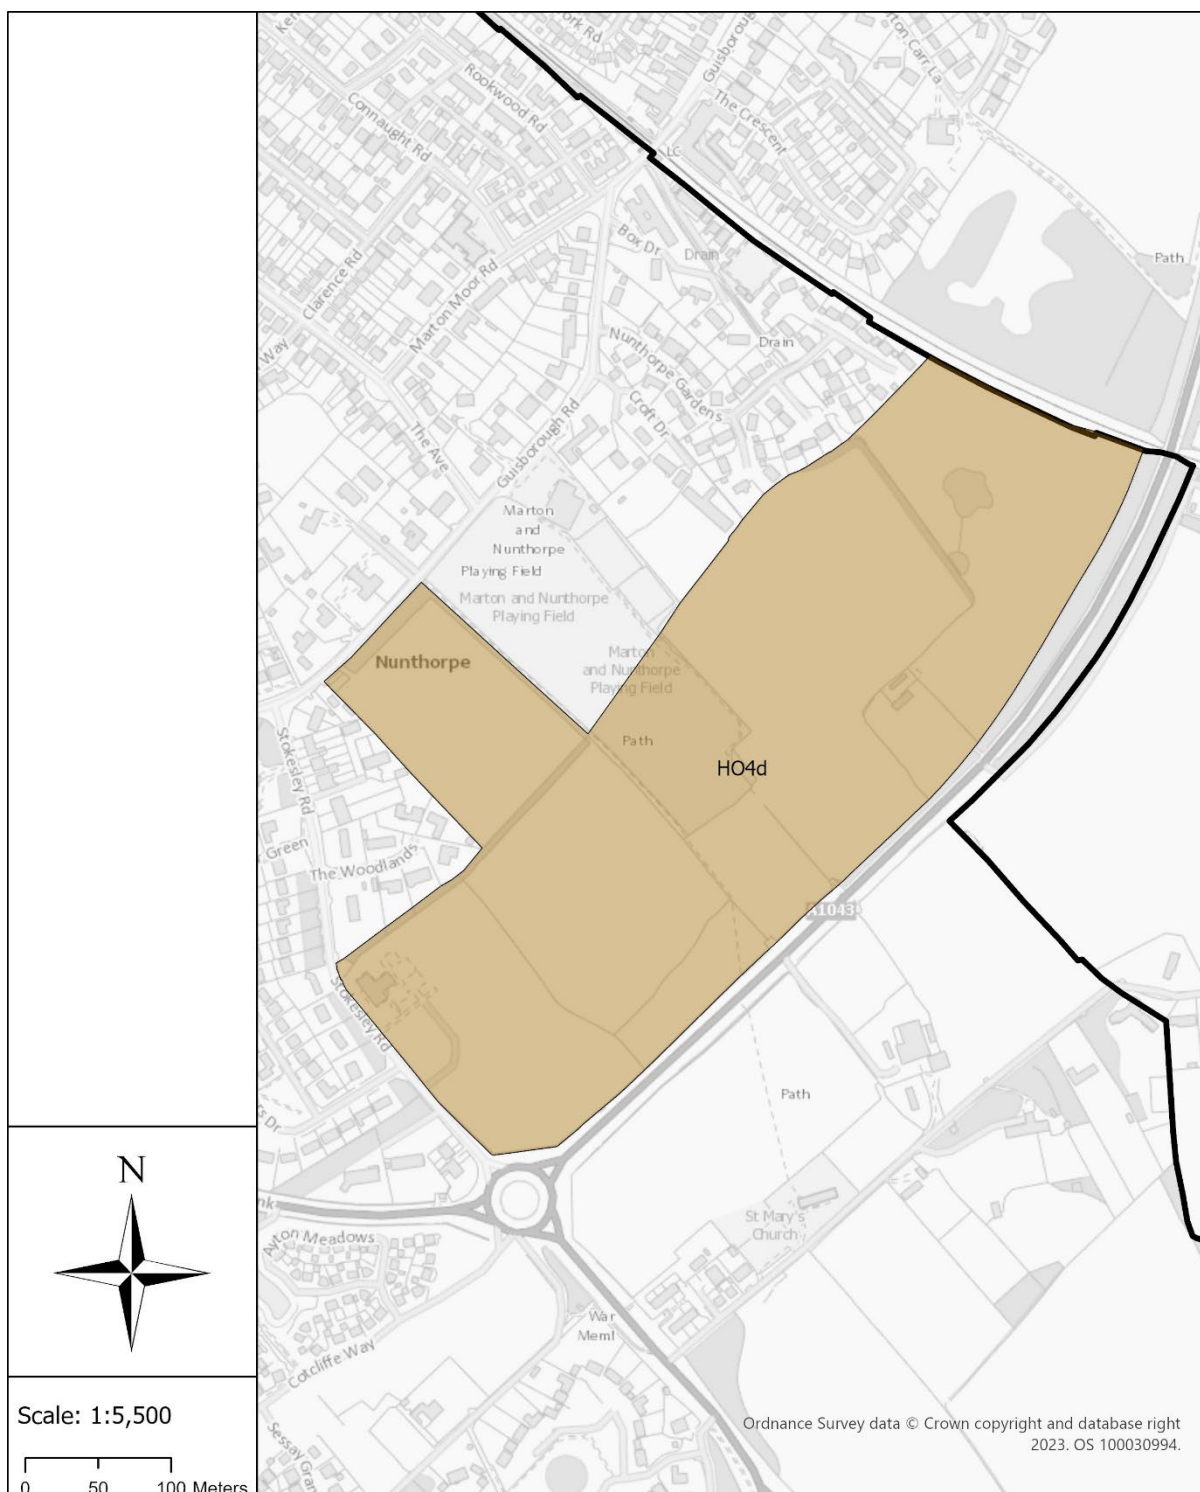 York Rd
Guisborough
Rookwood Rd
The Crescent
Connaught Rd
LC
Path
Box Dr
Drain
Clarence Rd
Marton Moor Rd
Way
Drain
Nunthorpe Gardens
Croft Dr
The Ave
Guisborough Rd
Marton
and
Nunthorpe
Playing Field
Marton and Nunthorpe
Playing Field
Nunthorpe
Marton
and Nunthorpe
Playing Field
Path
HO4d
Stokesley Rd
Green
The Woodlands
A1043
Stokesley Rd
Path
N
St Mary's
Church
Ayton Meadows
War
Meml
Cotcliffe Way
Scale: 1:5,500
Ordnance Survey data © Crown copyright and database right
2023. OS 100030994.
0 50 100 Meters